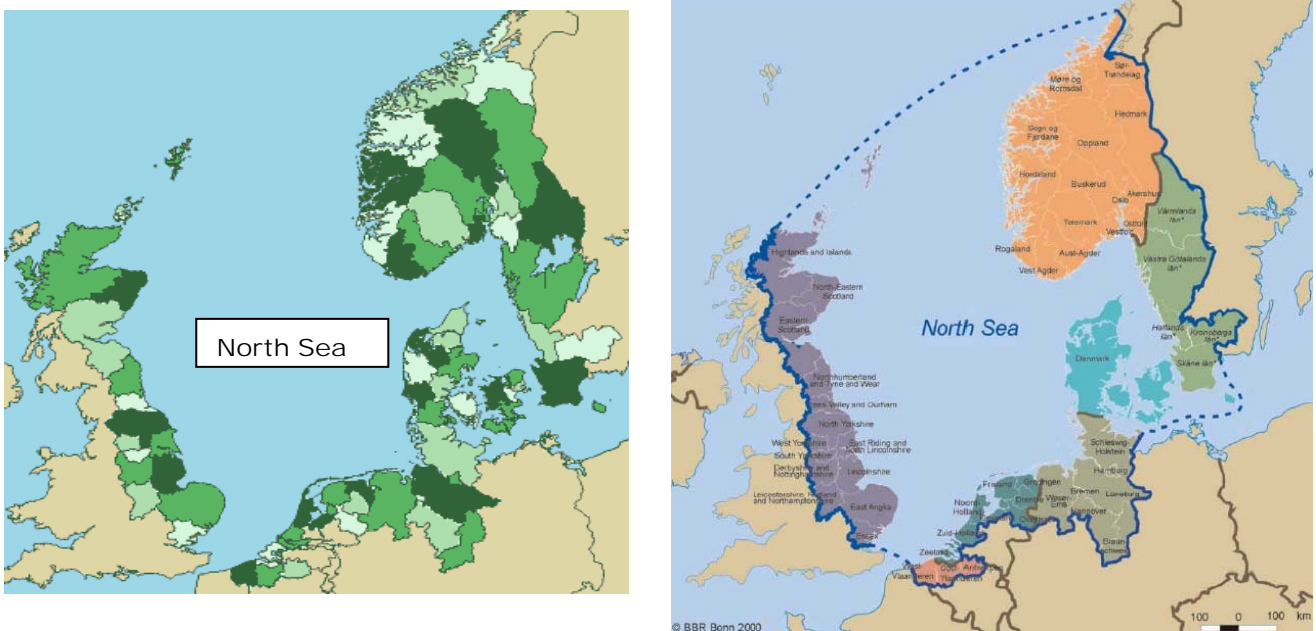 North Sea
Sør-
Trøndelag
Møre og
Romsdal
Hedmark
Sogn og
Fjordane
Oppland
Hordaland
Buskerud
Akershus
Oslo
Värmlands
län*
Telemark
Østfold
Vestfold
Rogaland
Aust-Agder
Vest Agder
Västra Götalands
län*
Highlands and Islands
North-Eastern
Scotland
Eastern
Scotland
North Sea
Hallands
län*
Kronobergs
län*
Skåne län*
Danmark
Northhumberland
and Tyne and Wear
Tees Valley and Durham
North Yorkshire
West Yorkshire
East Riding and
North Lincolnshire
South Yorkshire
Derbyshire and
Nottinghamshire
Lincolnshire
Leicestershire, Rutland
and Northamptonshire
East Anglia
Essex
Schleswig-
Holstein
Hamburg
Friesland
Groningen
Drenthe
Weser-
Ems
Bremen
Lüneburg
Hannover
Noord-
Holland
Zuid-Holland
Braun-
schweig
Zeeland
West-
Vlaanderen
Oost-
Vlaanderen
Antwerpen
© BBR Bonn 2000
100 0 100 km